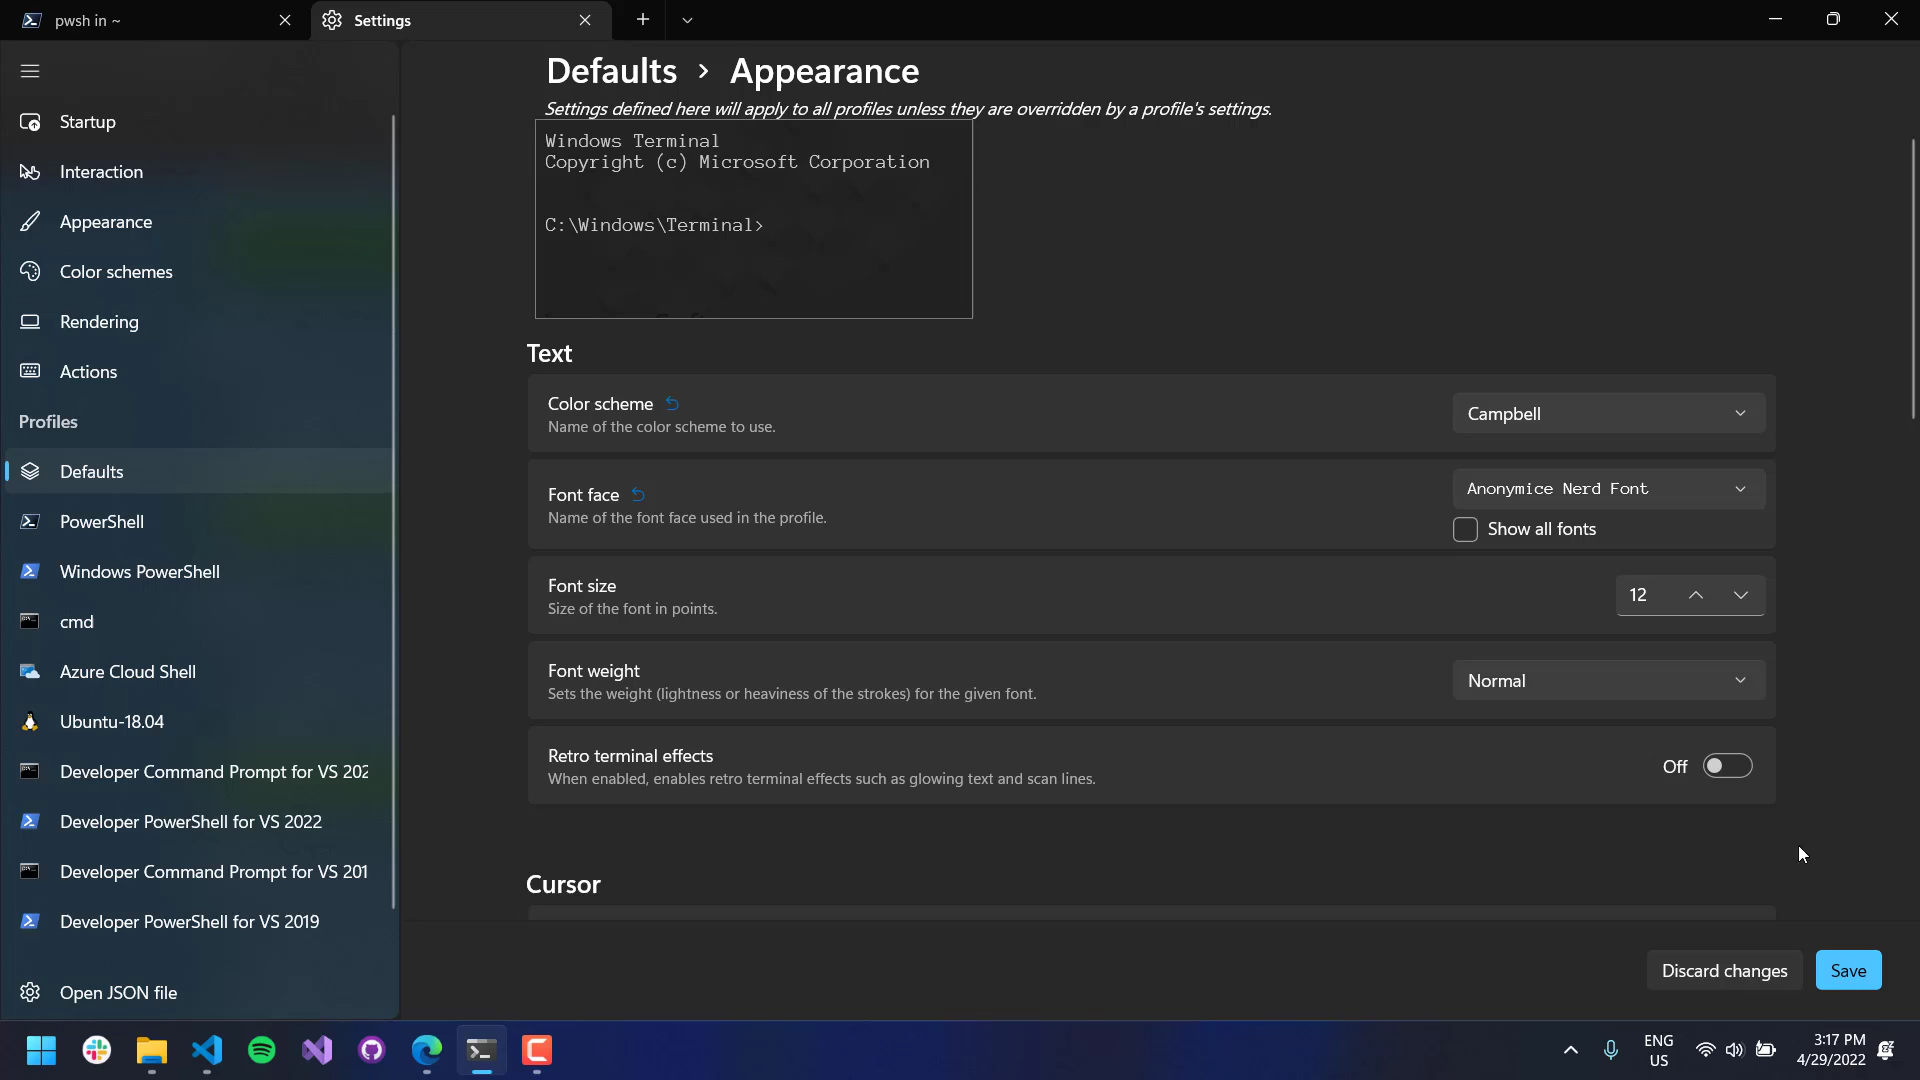 pwsh in ~
Settings
Startup
Interaction
Appearance
Color schemes
Rendering
Actions
Profiles
Defaults
PowerShell
Windows PowerShell
cmd
Azure Cloud Shell
Ubuntu-18.04
Developer Command Prompt for VS 202
Developer PowerShell for VS 2022
Developer Command Prompt for VS 201
Developer PowerShell for VS 2019
Open JSON file
Defaults > Appearance
Settings defined here will apply to all profiles unless they are overridden by a profile's settings.
Windows Terminal
Copyright (c) Microsoft Corporation
C:\Windows\Terminal>
Text
Color scheme
Name of the color scheme to use.
Campbell
Font face
Name of the font face used in the profile.
Anonymice Nerd Font
Show all fonts
Font size
Size of the font in points.
12
Font weight
Sets the weight (lightness or heaviness of the strokes) for the given font.
Normal
Retro terminal effects
When enabled, enables retro terminal effects such as glowing text and scan lines.
Off
Cursor
Discard changes
Save
ENG
US
3:17 PM
4/29/2022